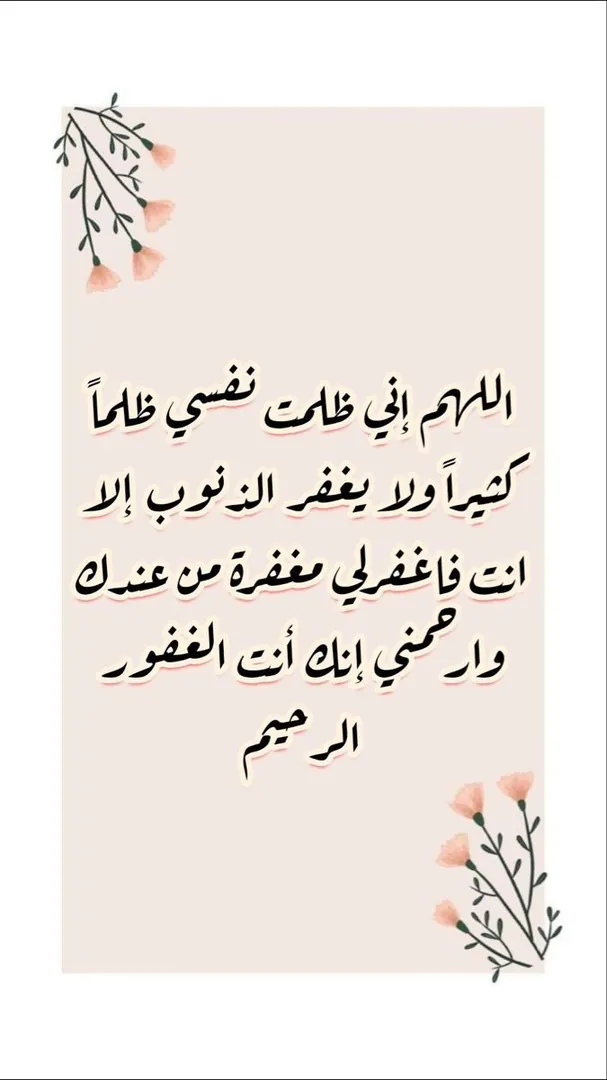 اللهم إني ظلمت نفسي ظلماً
كثيراً ولا يغفر الذنوب إلا
انت فاغفرلي مغفرة من عندك
وارحمني إنك أنت الغفور
الرحيم